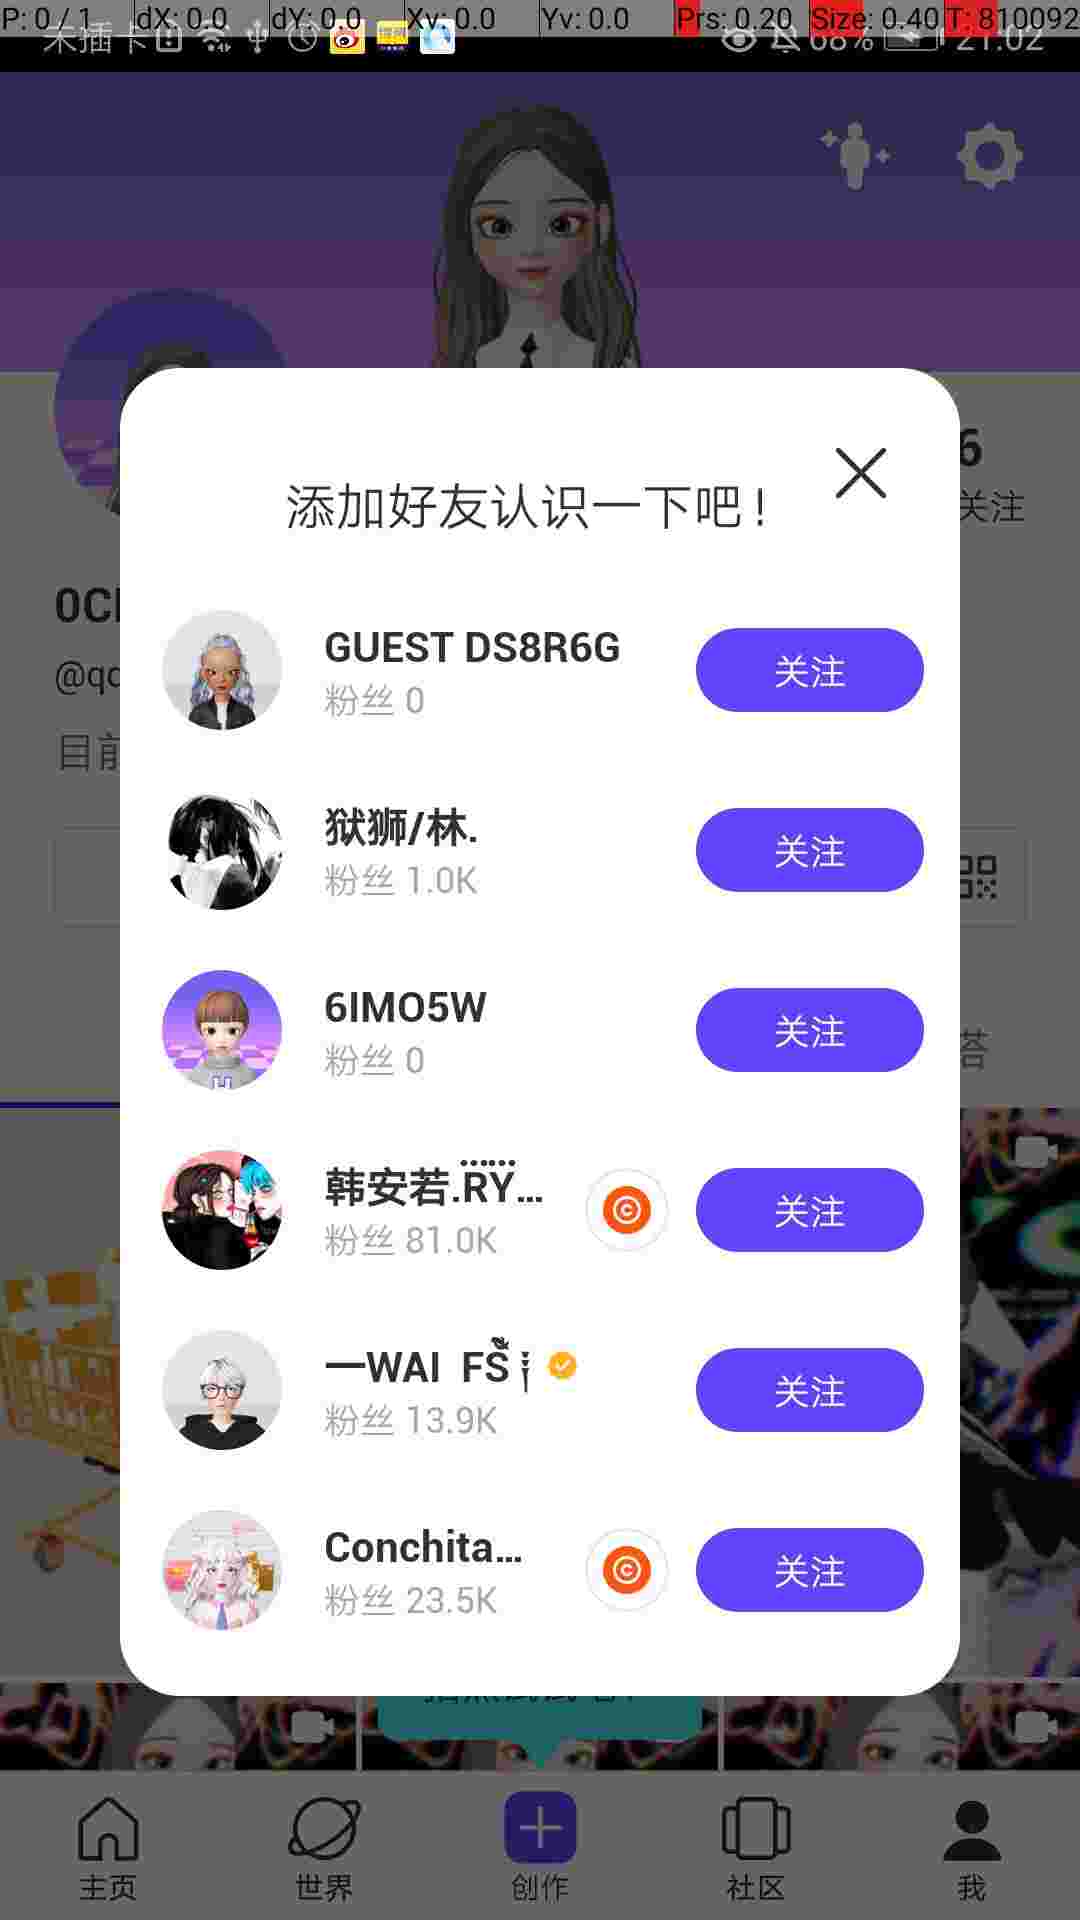 P: 0 / 1 dX: 0.0 dY: 0.0 Xv: 0.0 Yv: 0.0 Prs: 0.20 Size: 0.40 T: 810092
未插卡 68% 21:02
6
关注
添加好友认识一下吧!
GUEST DS8R6G
粉丝 0
关注
狱狮/林.
粉丝 1.0K
关注
6IMO5W
粉丝 0
关注
韩安若.RY...
粉丝 81.0K
关注
一WAI FS
粉丝 13.9K
关注
Conchita...
粉丝 23.5K
关注
目前
主页
世界
创作
社区
我